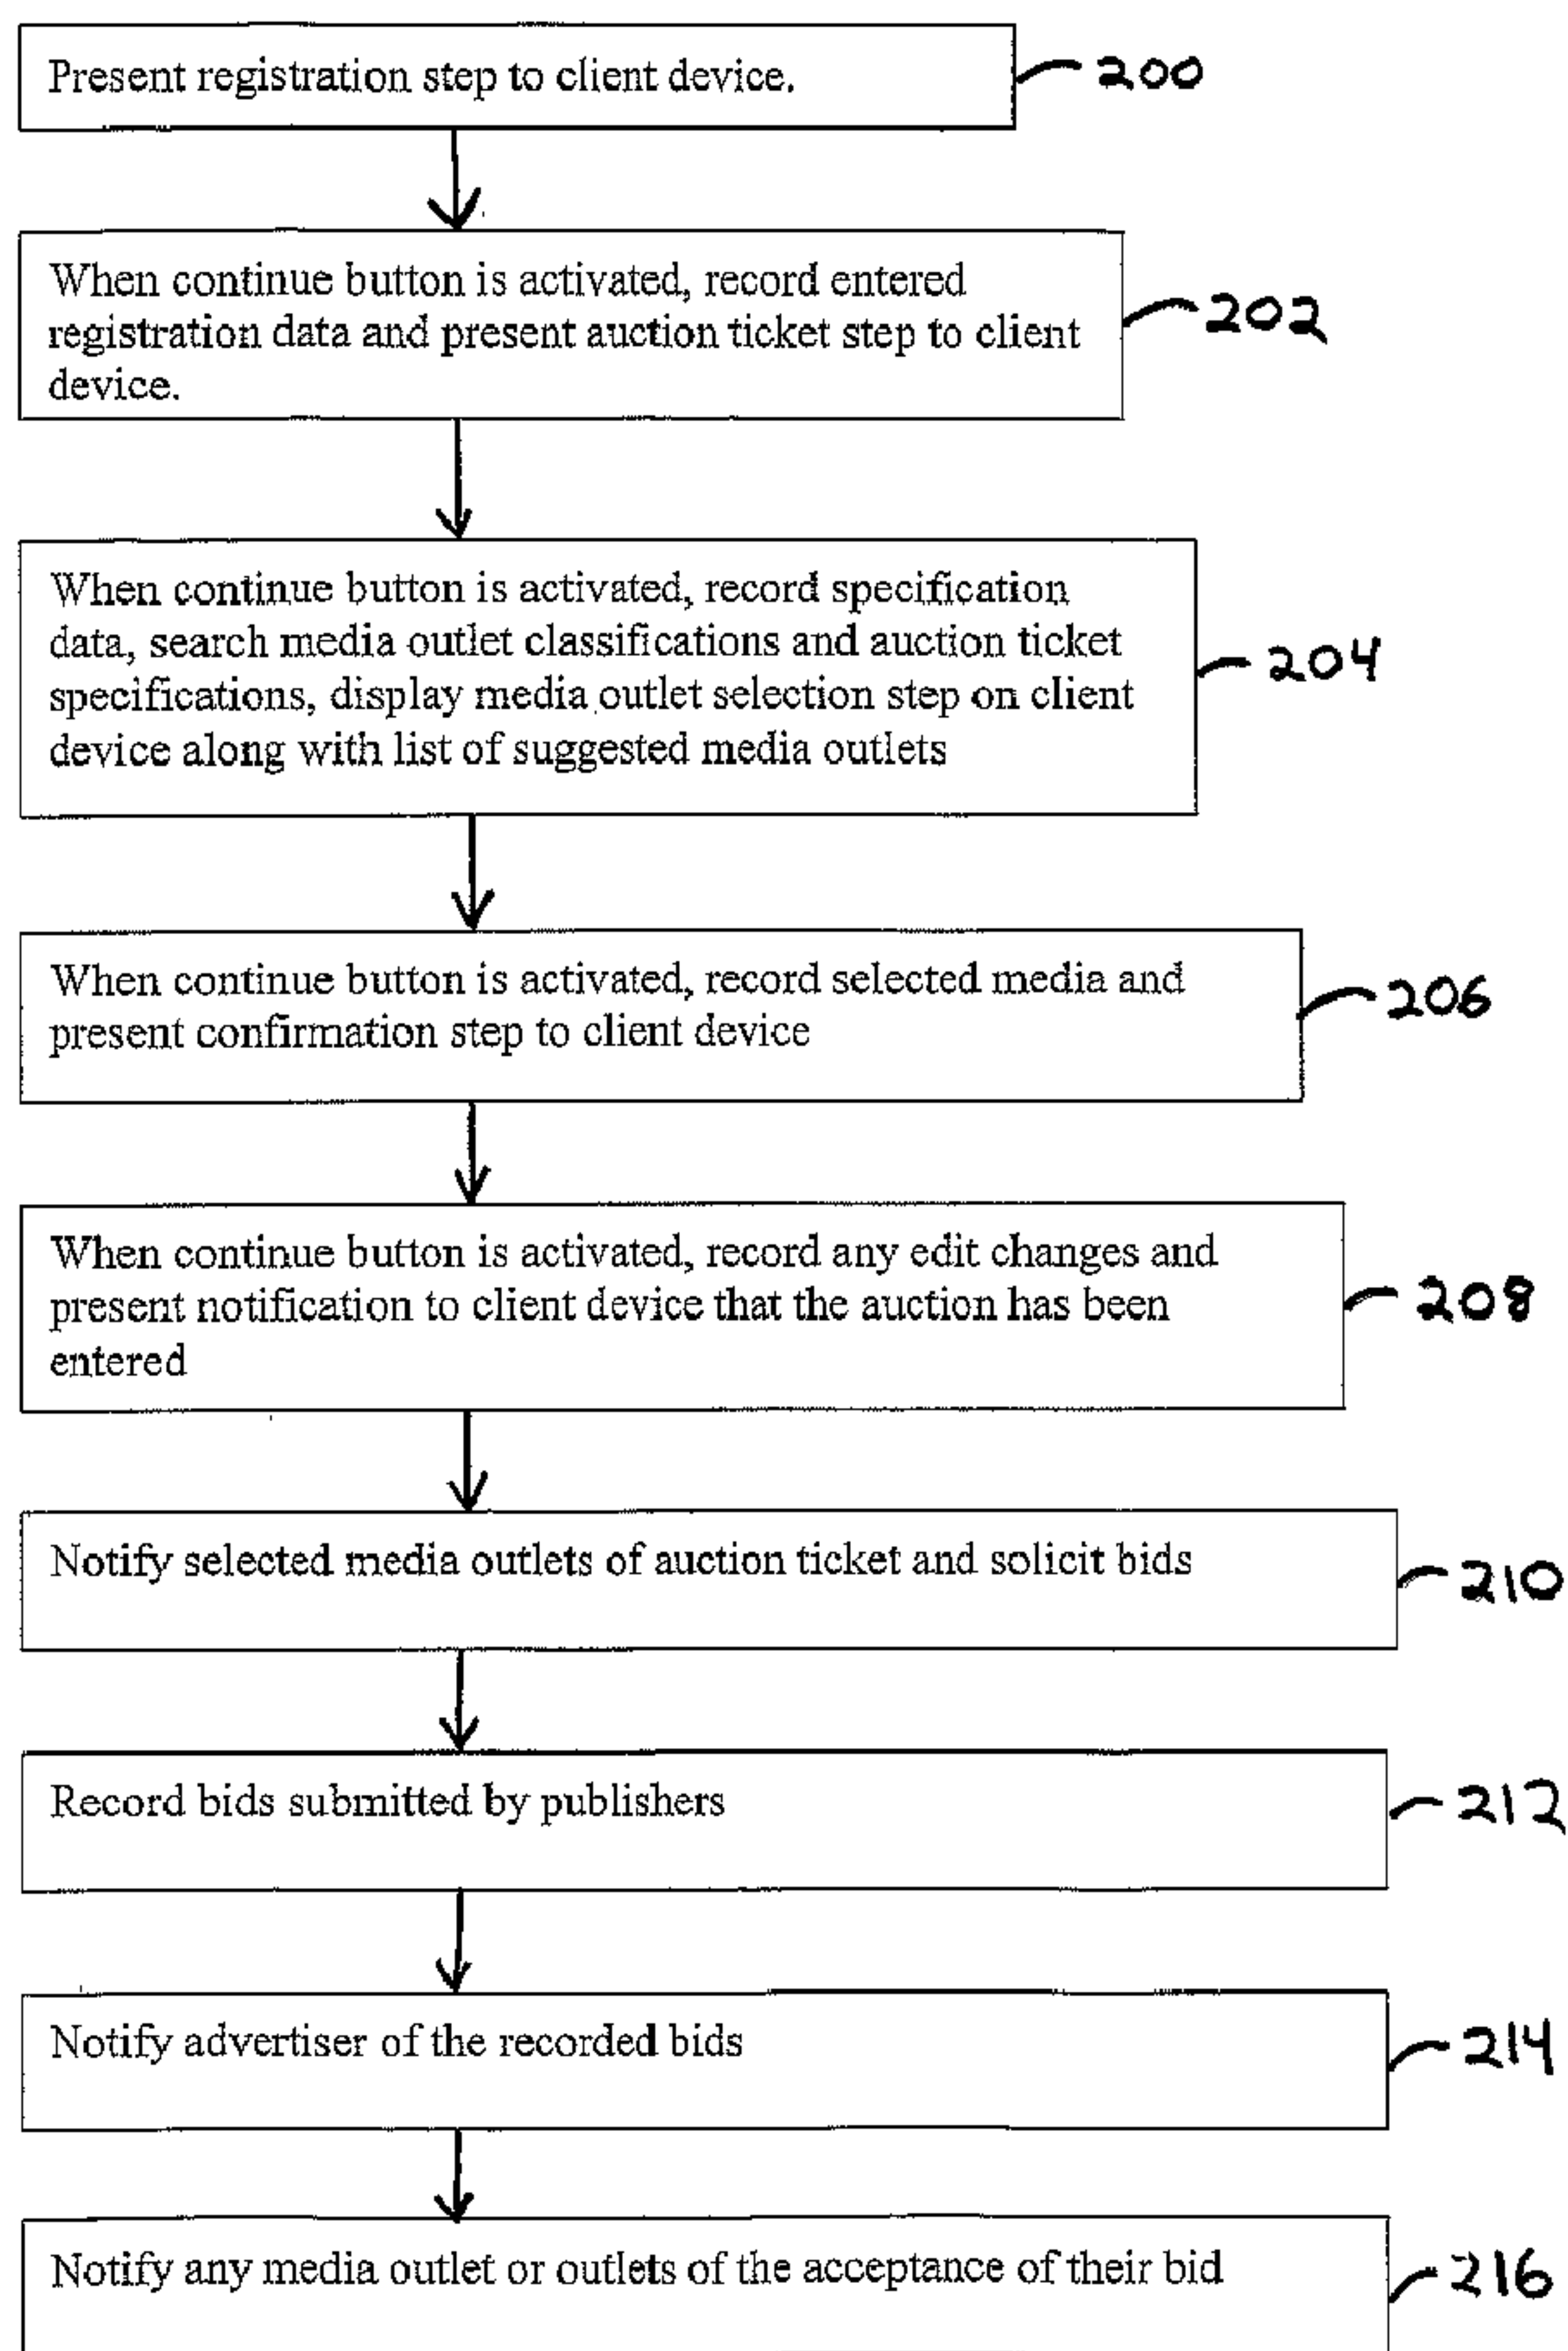 Present registration step to client device.
200
When continue button is activated, record entered
registration data and present auction ticket step to client
device.
202
When continue button is activated, record specification
data, search media outlet classifications and auction ticket
specifications, display media outlet selection step on client
device along with list of suggested media outlets
204
When continue button is activated, record selected media and
present confirmation step to client device
206
When continue button is activated, record any edit changes and
present notification to client device that the auction has been
entered
208
Notify selected media outlets of auction ticket and solicit bids
210
Record bids submitted by publishers
212
Notify advertiser of the recorded bids
214
Notify any media outlet or outlets of the acceptance of their bid
216